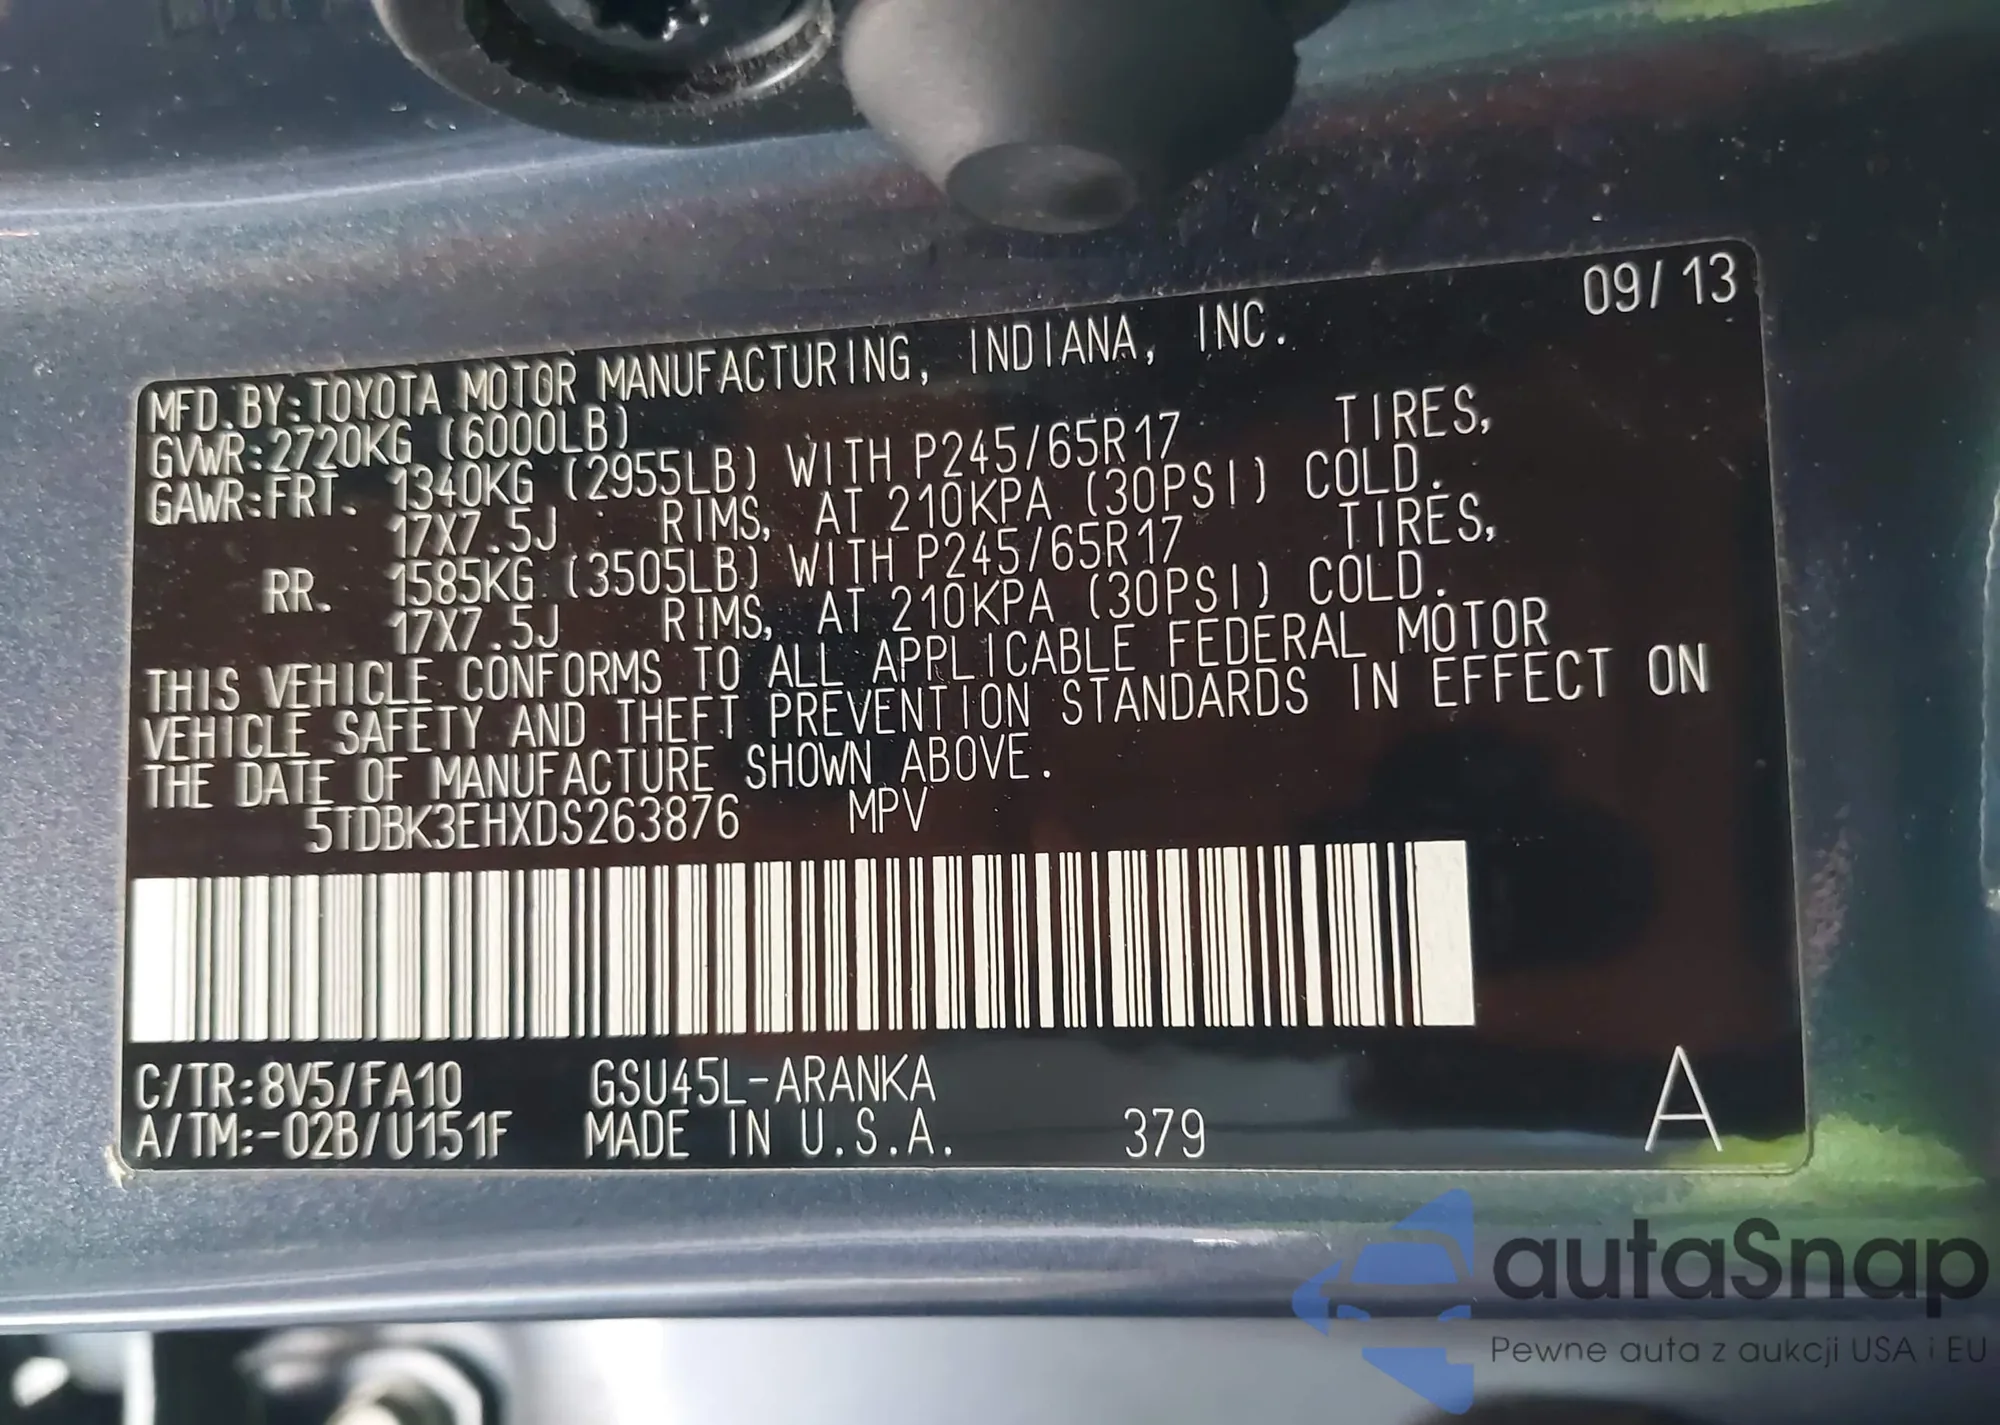 09/13
MFD.BY:TOYOTA MOTOR MANUFACTURING, INDIANA, INC.
GVWR:2720KG (6000LB)
GAWR:FRT. 1340KG (2955LB) WITH P245/65R17 TIRES,
17X7.5J RIMS, AT 210KPA (30PSI) COLD.
RR. 1585KG (3505LB) WITH P245/65R17 TIRES,
17X7.5J RIMS, AT 210KPA (30PSI) COLD.
THIS VEHICLE CONFORMS TO ALL APPLICABLE FEDERAL MOTOR
VEHICLE SAFETY AND THEFT PREVENTION STANDARDS IN EFFECT ON
THE DATE OF MANUFACTURE SHOWN ABOVE.
5TDBK3EHXDS263876 MPV
C/TR:8V5/FA10 GSU45L-ARANKA
A/TM:-02B/U151F MADE IN U.S.A. 379 A
autaSnap
Pewne auta z aukcji USA i EU